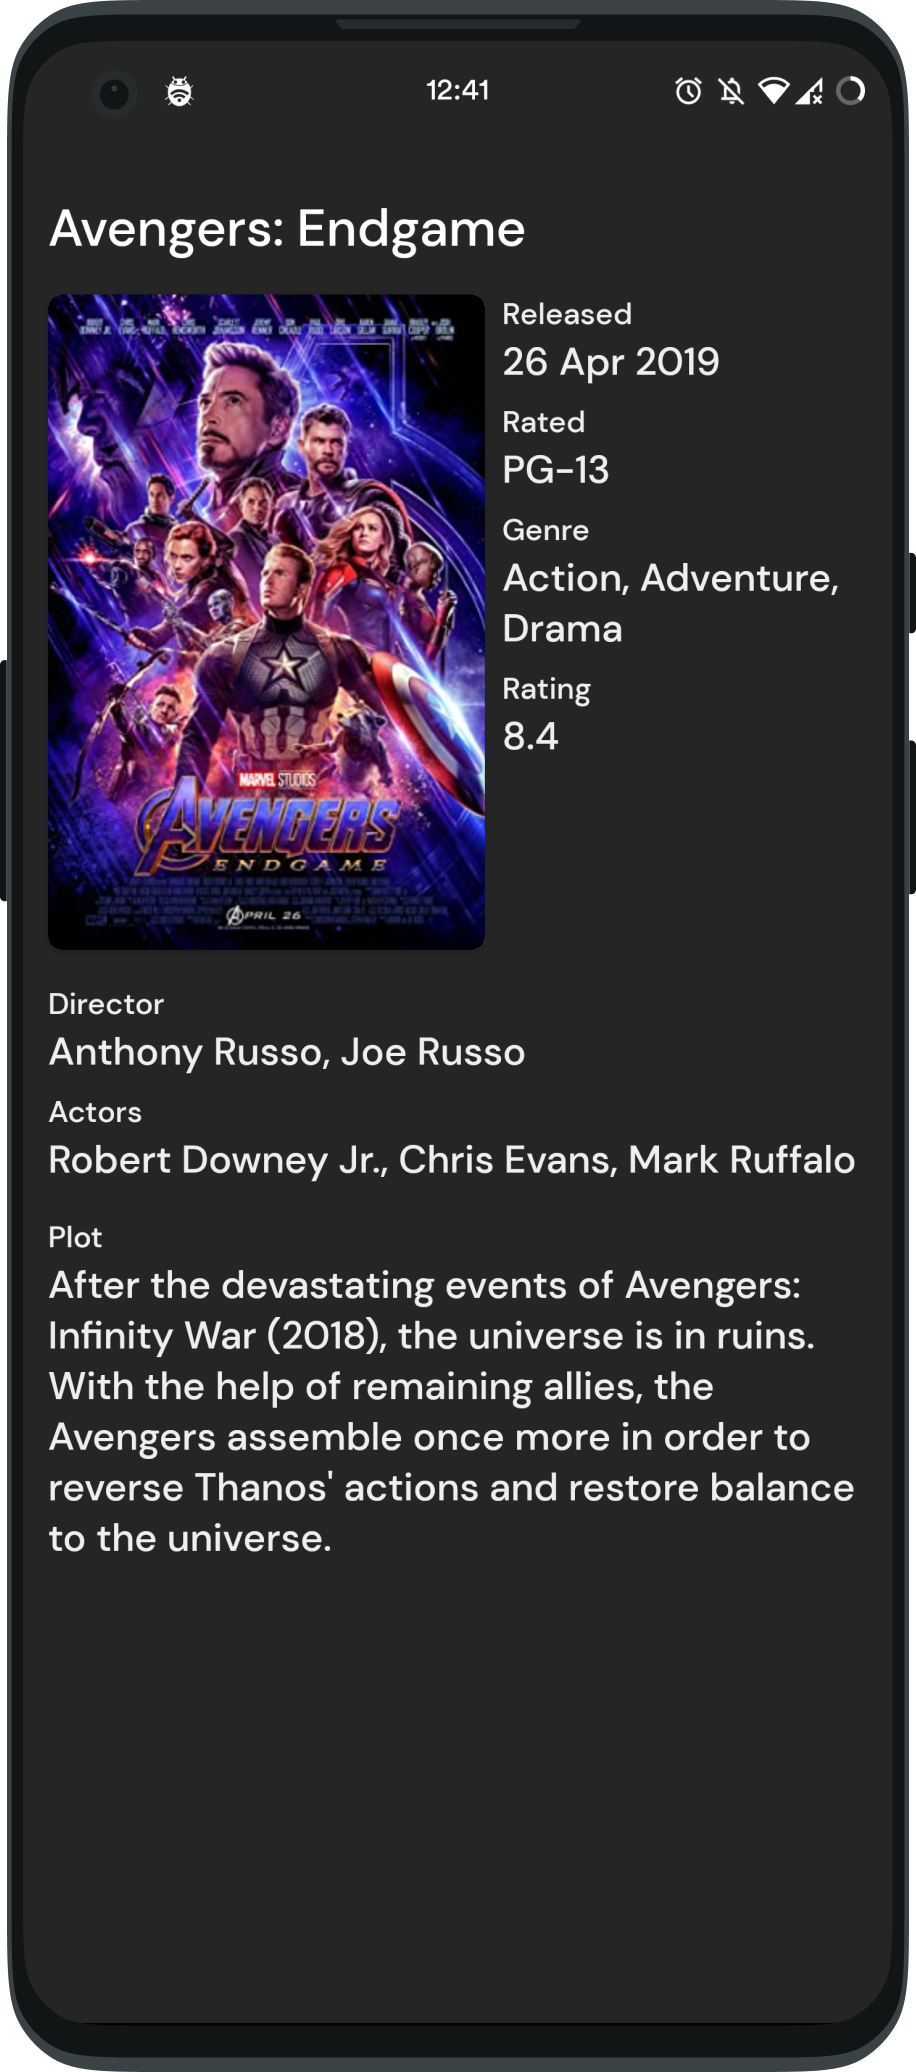 12:41
Avengers: Endgame
Released
26 Apr 2019
Rated
PG-13
Genre
Action, Adventure,
Drama
Rating
8.4
MARVEL STUDIOS
AVENGERS
ENDGAME
APRIL 26
Director
Anthony Russo, Joe Russo
Actors
Robert Downey Jr., Chris Evans, Mark Ruffalo
Plot
After the devastating events of Avengers:
Infinity War (2018), the universe is in ruins.
With the help of remaining allies, the
Avengers assemble once more in order to
reverse Thanos' actions and restore balance
to the universe.